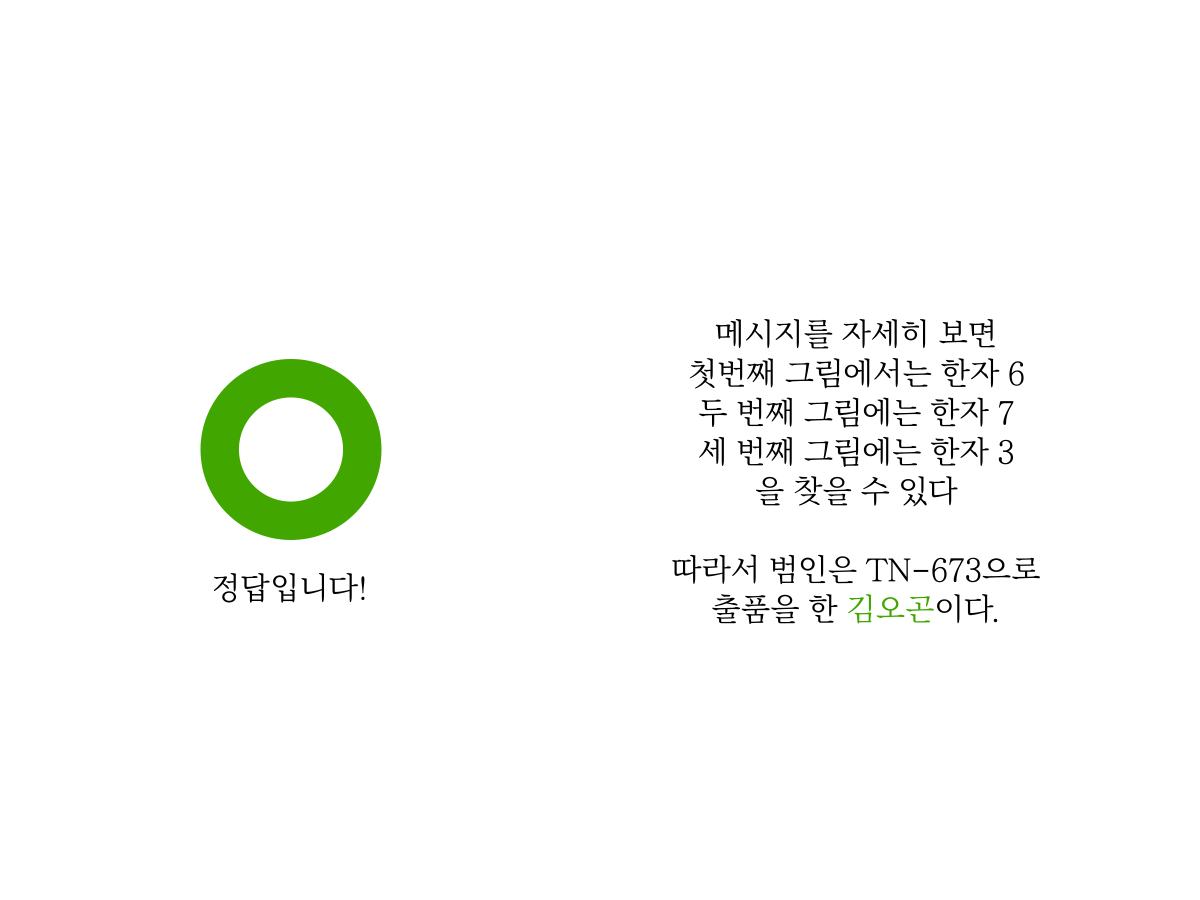 정답입니다!
메시지를 자세히 보면
첫번째 그림에서는 한자 6
두 번째 그림에는 한자 7
세 번째 그림에는 한자 3
을 찾을 수 있다
따라서 범인은 TN-673으로
출품을 한 김오곤이다.